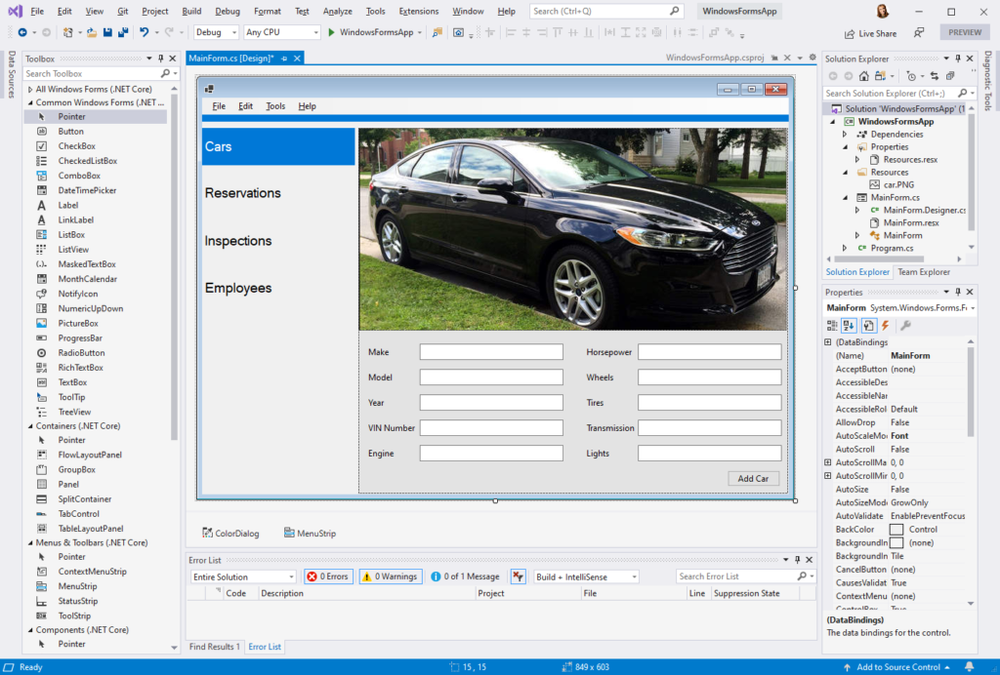 File Edit View Git Project Build Debug Format Test Analyze Tools Extensions Window Help Search (Ctrl+Q) WindowsFormsApp
Debug Any CPU WindowsFormsApp Live Share PREVIEW
Data Sources
Toolbox
Search Toolbox
All Windows Forms (.NET Core)
Common Windows Forms (.NET ...
Pointer
Button
CheckBox
CheckedListBox
ComboBox
DateTimePicker
Label
LinkLabel
ListBox
ListView
MaskedTextBox
MonthCalendar
NotifyIcon
NumericUpDown
PictureBox
ProgressBar
RadioButton
RichTextBox
TextBox
ToolTip
TreeView
Containers (.NET Core)
Pointer
FlowLayoutPanel
GroupBox
Panel
SplitContainer
TabControl
TableLayoutPanel
Menus & Toolbars (.NET Core)
Pointer
ContextMenuStrip
MenuStrip
StatusStrip
ToolStrip
Components (.NET Core)
Pointer
MainForm.cs [Design]* WindowsFormsApp.csproj
File Edit Tools Help
Cars
Reservations
Inspections
Employees
Make Horsepower
Model Wheels
Year Tires
VIN Number Transmission
Engine Lights
Add Car
ColorDialog MenuStrip
Error List
Entire Solution 0 Errors 0 Warnings 0 of 1 Message Build + IntelliSense Search Error List
Code Description Project File Line Suppression State
Find Results 1 Error List
Solution Explorer
Search Solution Explorer (Ctrl+;)
Solution 'WindowsFormsApp' (1
WindowsFormsApp
Dependencies
Properties
Resources.resx
Resources
car.PNG
MainForm.cs
MainForm.Designer.cs
MainForm.resx
MainForm
Program.cs
Solution Explorer Team Explorer
Properties
MainForm System.Windows.Forms.Fo
(DataBindings
(Name) MainForm
AcceptButton (none)
AccessibleDes
AccessibleNar
AccessibleRol Default
AllowDrop False
AutoScaleMod Font
AutoScroll False
AutoScrollMa 0, 0
AutoScrollMir 0, 0
AutoSize False
AutoSizeMode GrowOnly
AutoValidate EnablePreventFocus
BackColor Control
BackgroundIn (none)
BackgroundIn Tile
CancelButton (none)
CausesValidat True
ContextMenu (none)
ControlBox True
(DataBindings)
The data bindings for the control.
Diagnostic Tools
Ready 15 , 15 849 x 603 Add to Source Control